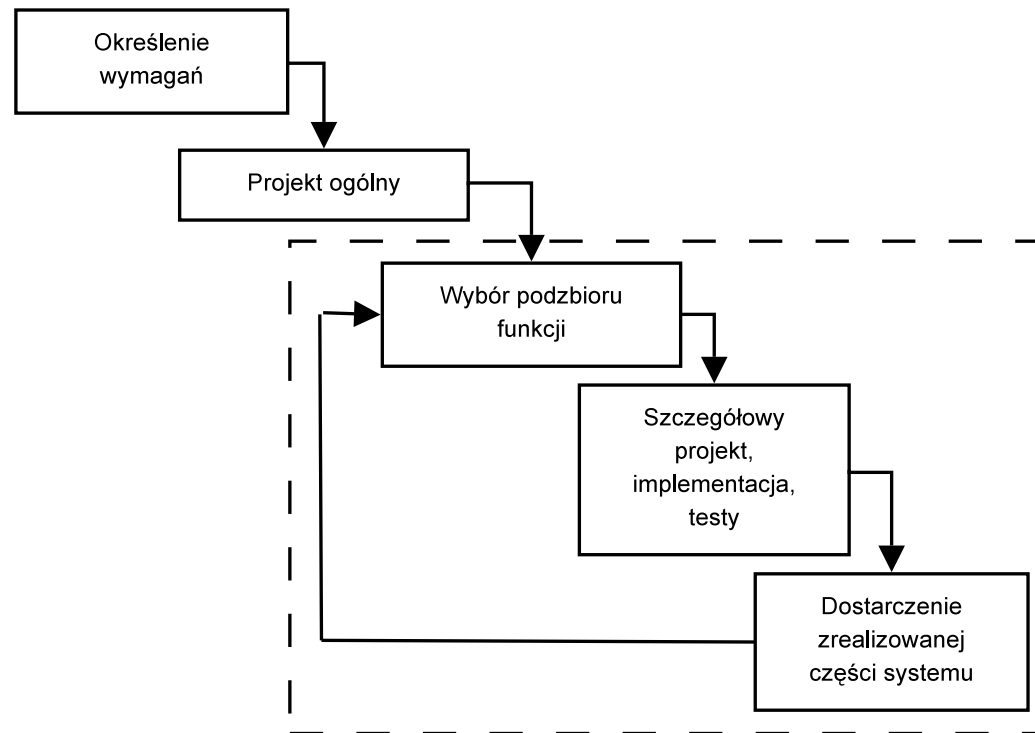 Określenie
wymagań
Projekt ogólny
Wybór podzbioru
funkcji
Szczegółowy
projekt,
implementacja,
testy
Dostarczenie
zrealizowanej
części systemu